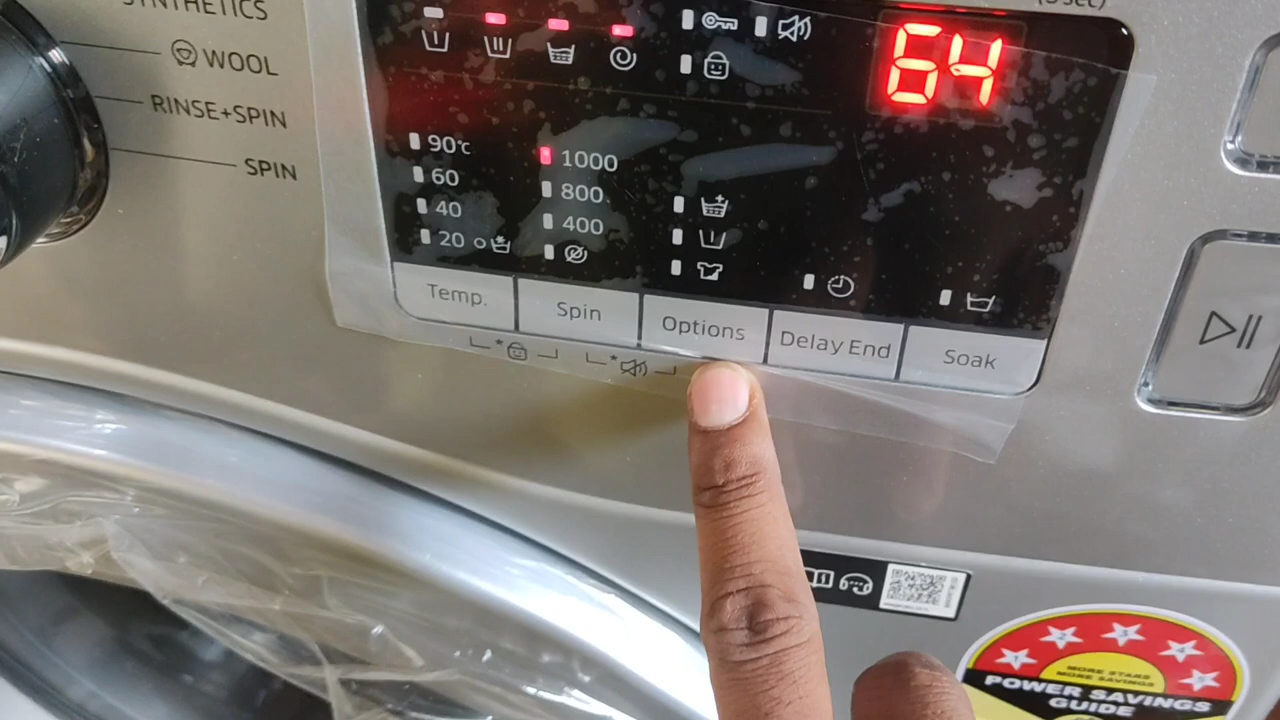 SYNTHETICS
WOOL
RINSE+SPIN
SPIN
64
90℃
60
40
20
1000
800
400
Temp.
Spin
Options
Delay End
Soak
MORE STARS
MORE SAVINGS
POWER SAVINGS
GUIDE